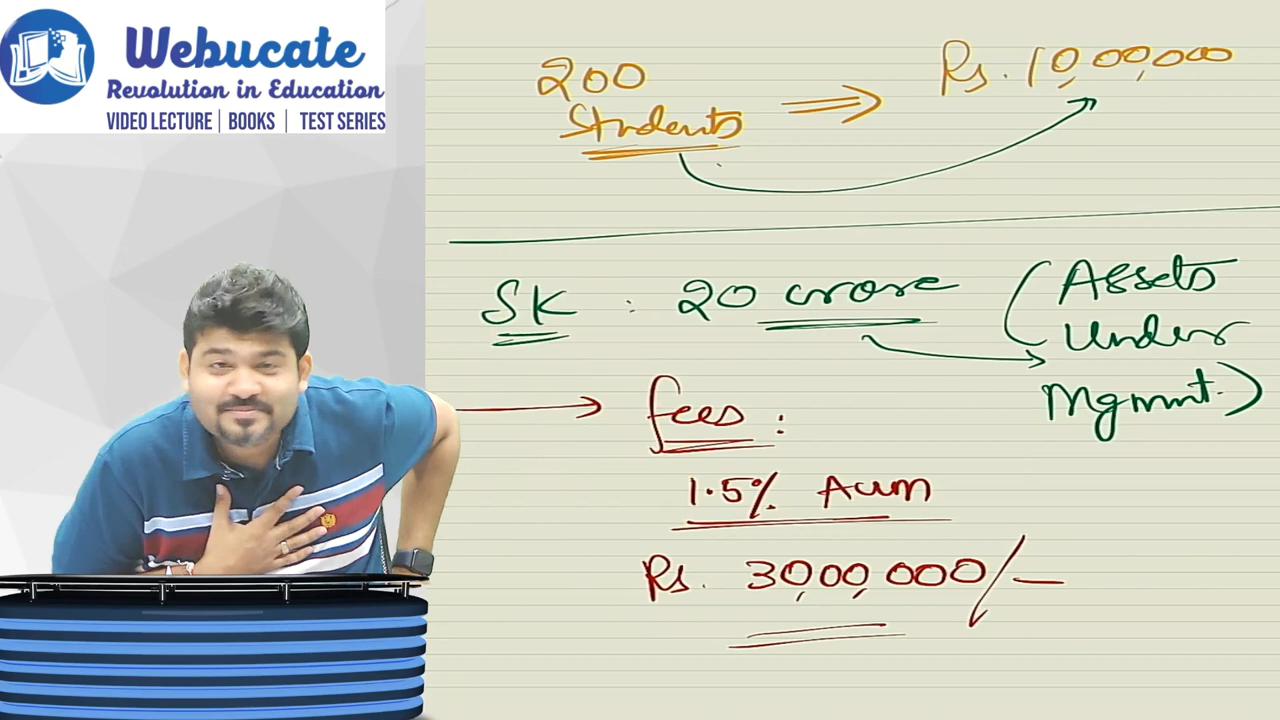 Webucate
Revolution in Education
VIDEO LECTURE | BOOKS | TEST SERIES
200 Students ⟹ Rs. 10,00,000
SK : 20 crore (Assets Under Mgmnt.)
fees :
1.5% AUM
Rs. 30,00,000/-